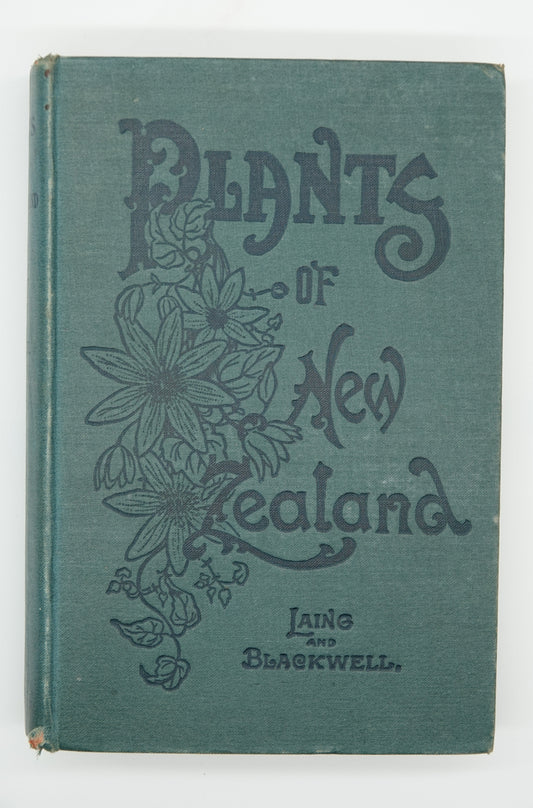 PLANTS
OF
New
Zealand
LAING
AND
BLACKWELL.